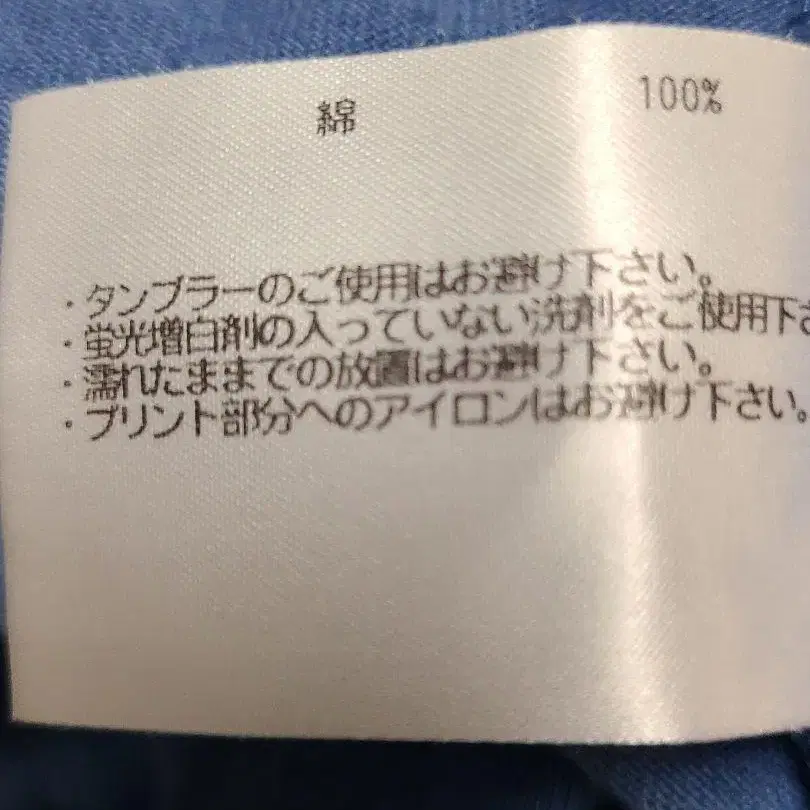 綿 100%
・タンブラーのご使用はお避け下さい。
・蛍光増白剤の入っていない洗剤をご使用下さ
・濡れたままでの放置はお避け下さい。
・プリント部分へのアイロンはお避け下さい。